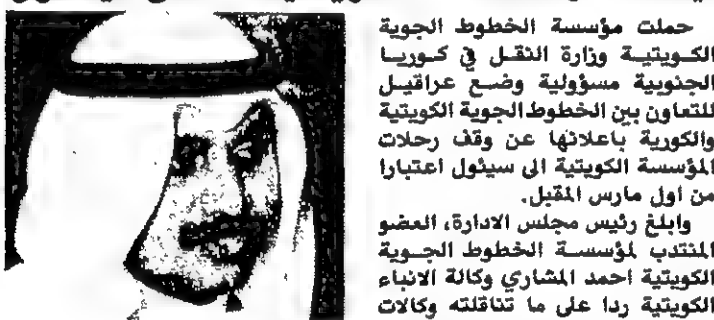 حملت مؤسسة الخطوط الجوية
الكويتية وزارة النقل في كوريا
الجنوبية مسؤولية وضع عراقيل
للتعاون بين الخطوط الجوية الكويتية
والكورية باعلانها عن وقف رحلات
المؤسسة الكويتية الى سيئول اعتبارا
من اول مارس المقبل.
وابلغ رئيس مجلس الادارة، العضو
المنتدب لمؤسسة الخطوط الجوية
الكويتية احمد المشاري وكالة الانباء
الكويتية ردا على ما تناقلته وكالات